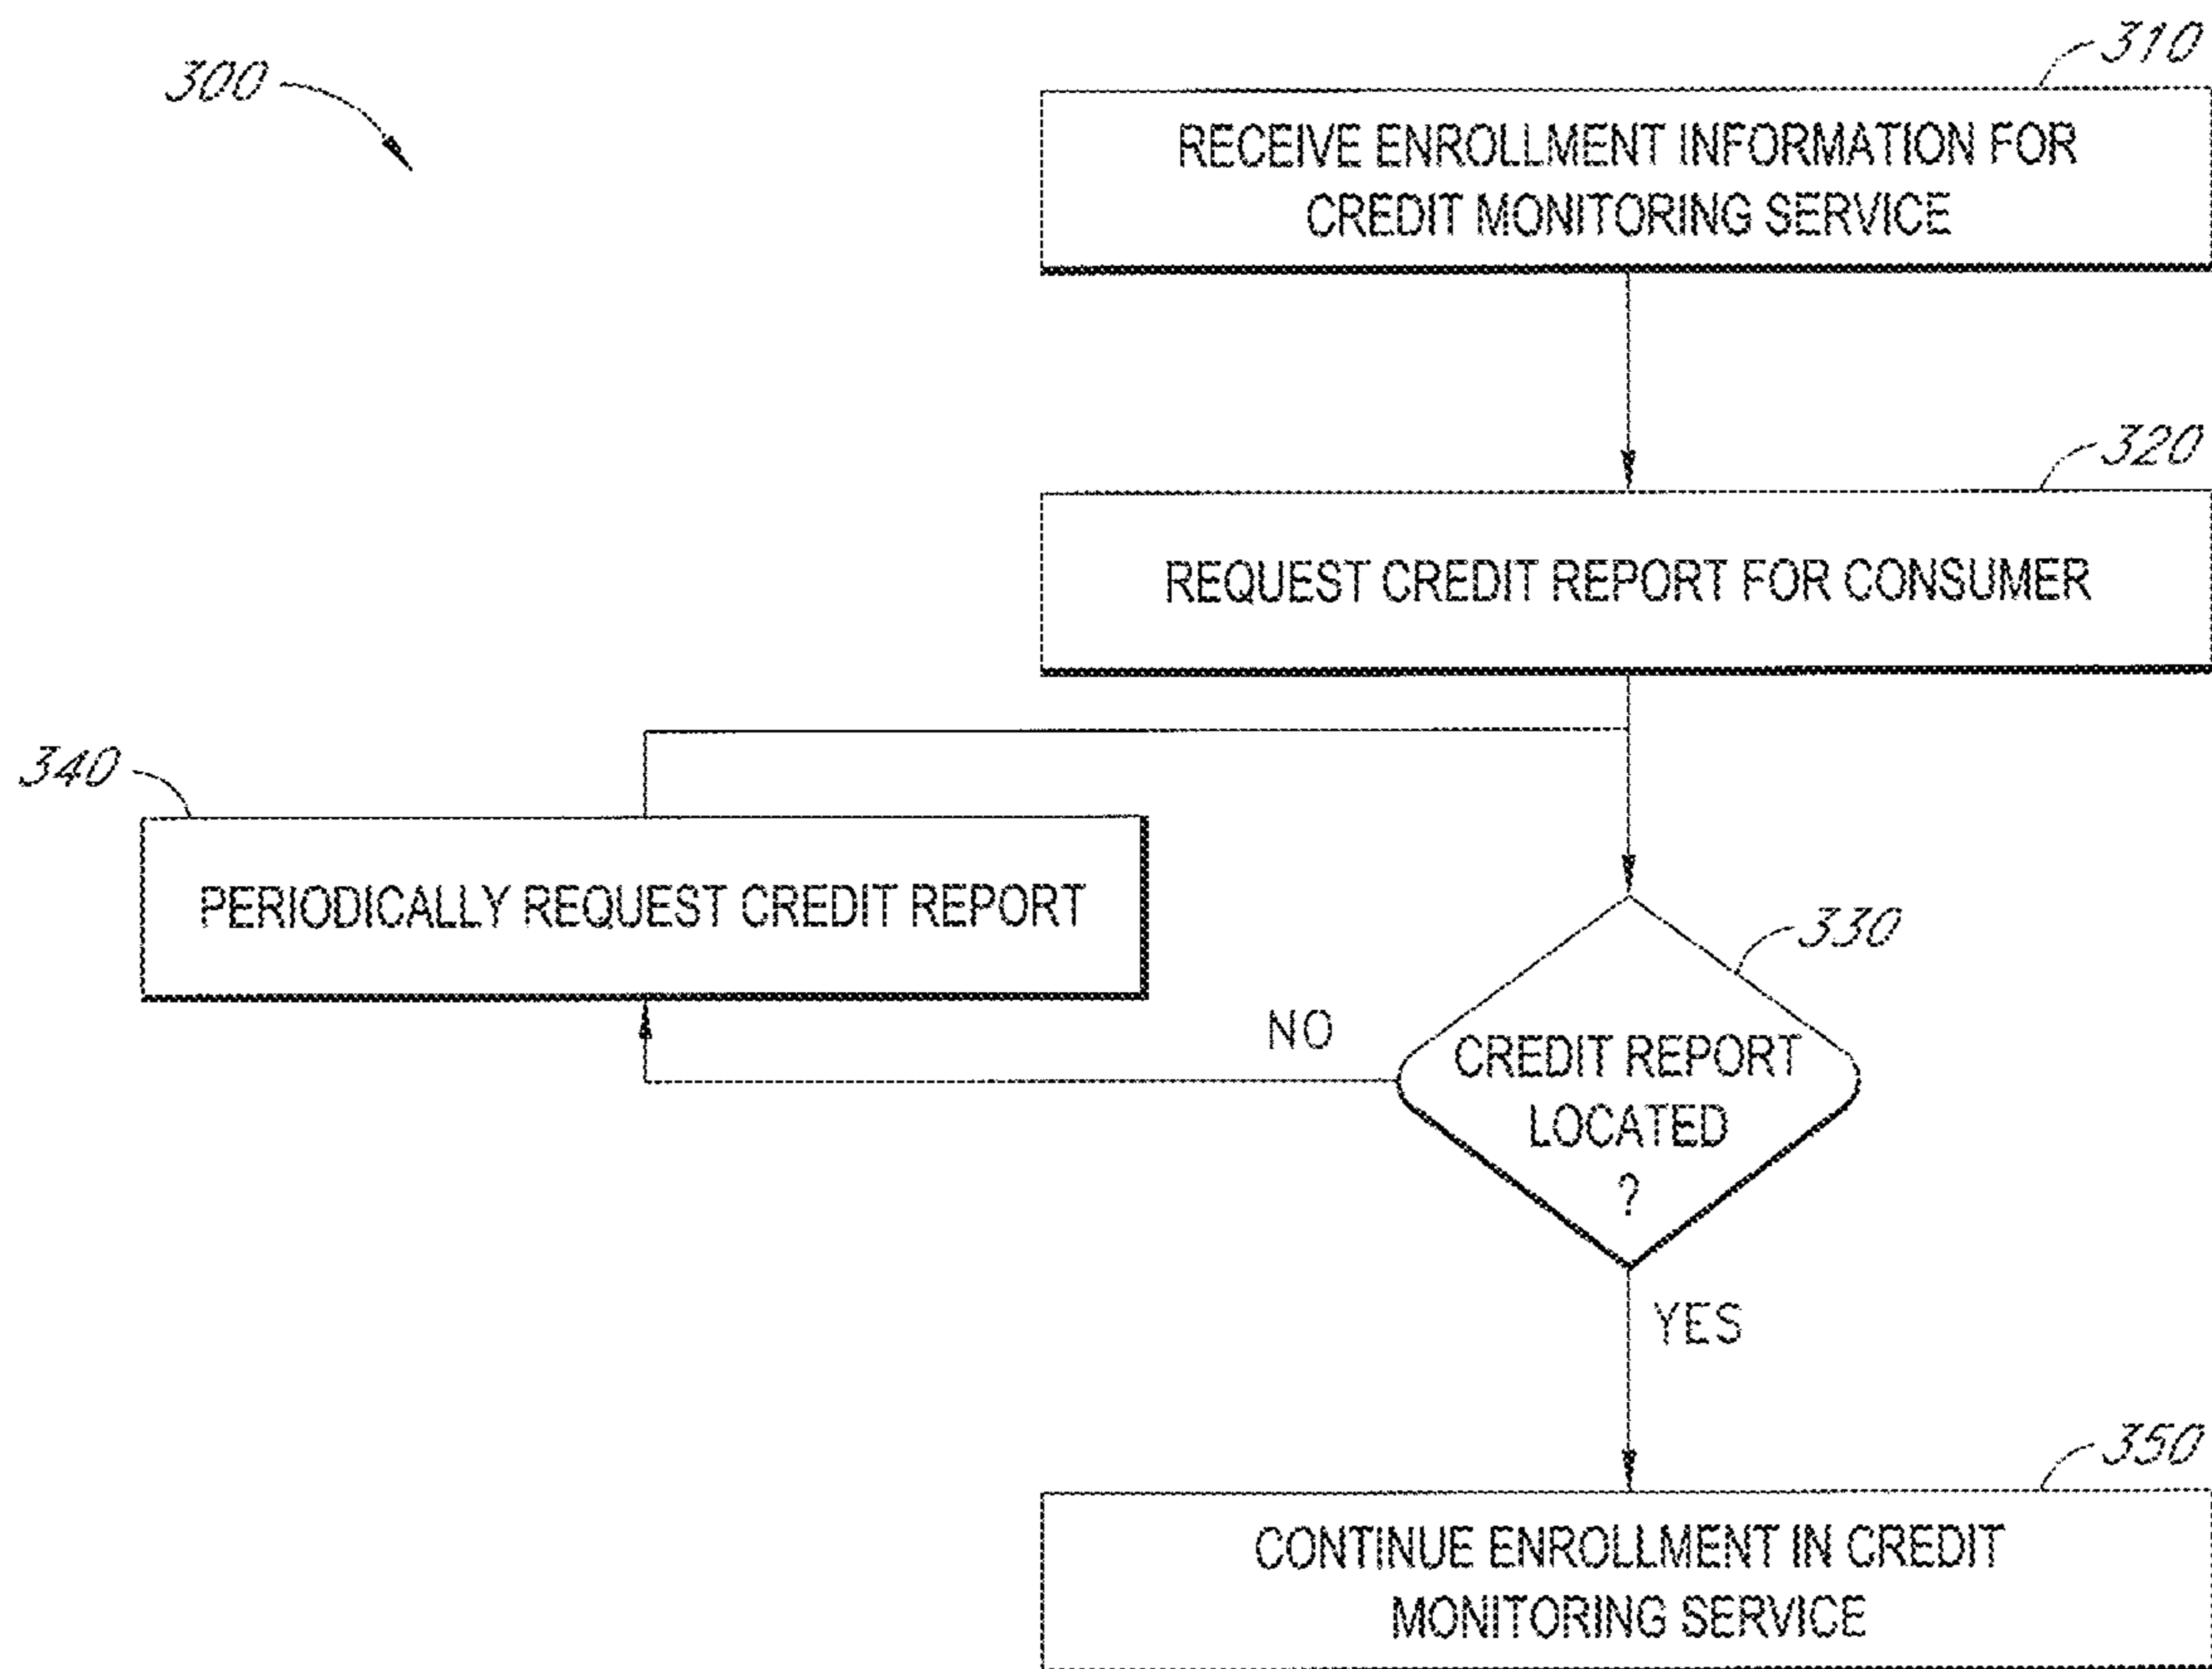 300
310
RECEIVE ENROLLMENT INFORMATION FOR
CREDIT MONITORING SERVICE
320
REQUEST CREDIT REPORT FOR CONSUMER
340
PERIODICALLY REQUEST CREDIT REPORT
330
CREDIT REPORT
LOCATED
?
NO
YES
350
CONTINUE ENROLLMENT IN CREDIT
MONITORING SERVICE